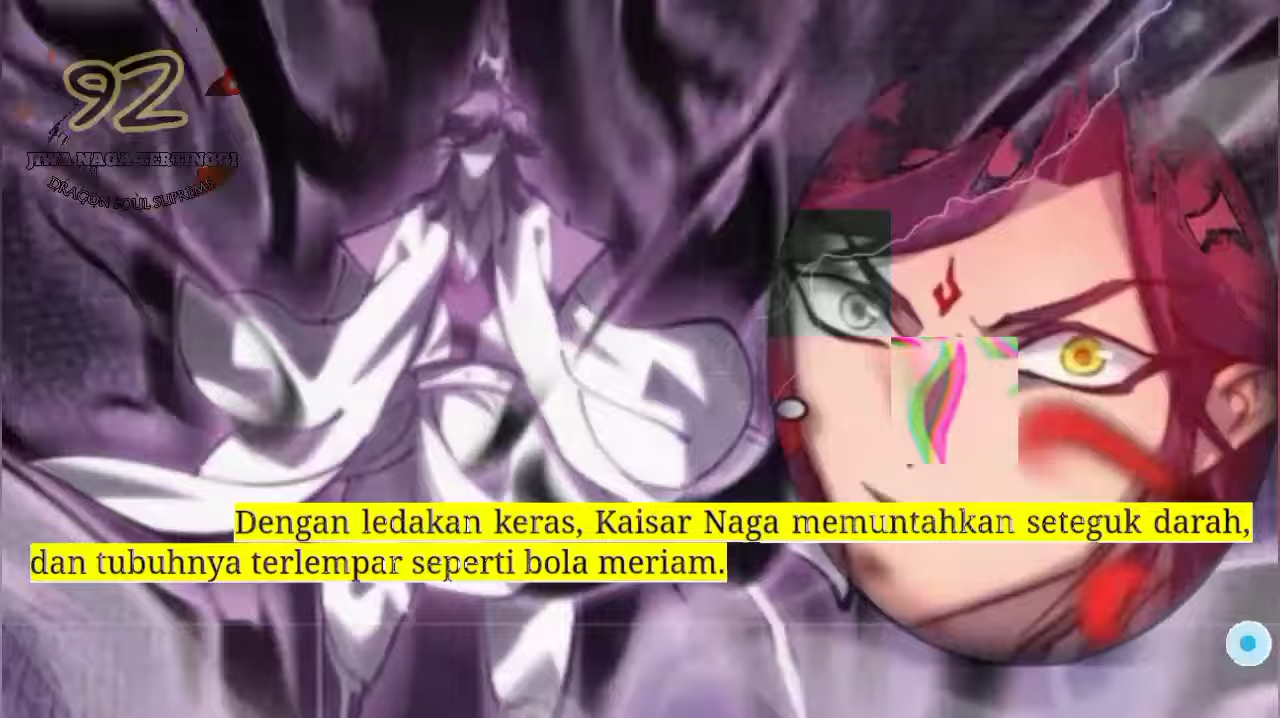 92
JIWA NAGA TERTINGGI
DRAGON SOUL SUPREME
Dengan ledakan keras, Kaisar Naga memuntahkan seteguk darah,
dan tubuhnya terlempar seperti bola meriam.